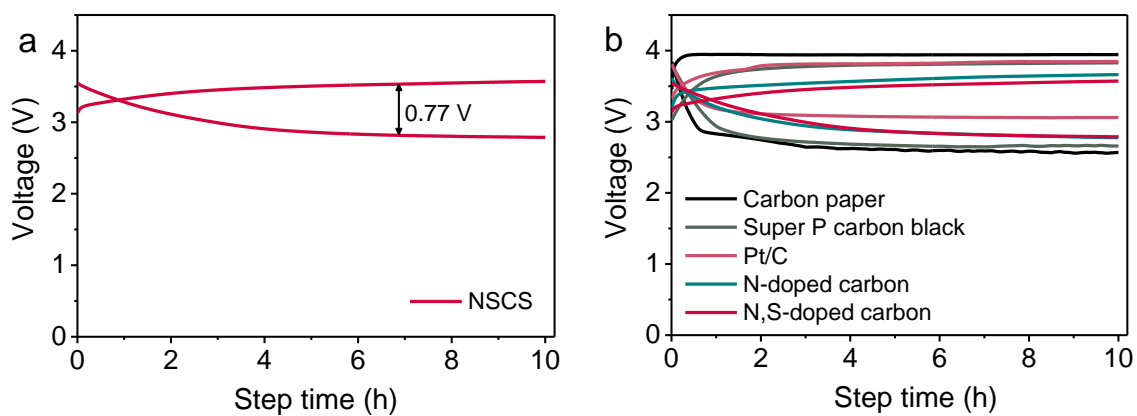 a
Voltage (V)
4
3
2
1
0
0.77 V
NSCS
0 2 4 6 8 10
Step time (h)
b
Voltage (V)
4
3
2
1
0
Carbon paper
Super P carbon black
Pt/C
N-doped carbon
N,S-doped carbon
0 2 4 6 8 10
Step time (h)